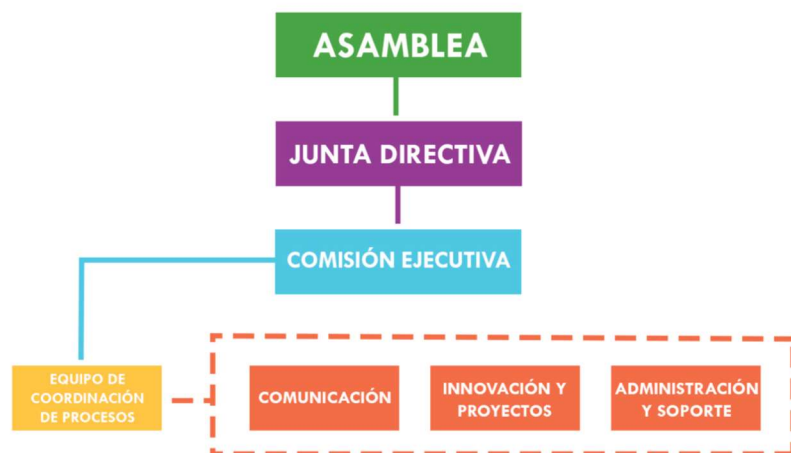 ASAMBLEA
JUNTA DIRECTIVA
COMISIÓN EJECUTIVA
EQUIPO DE
COORDINACIÓN
DE PROCESOS
COMUNICACIÓN
INNOVACIÓN Y
PROYECTOS
ADMINISTRACIÓN
Y SOPORTE